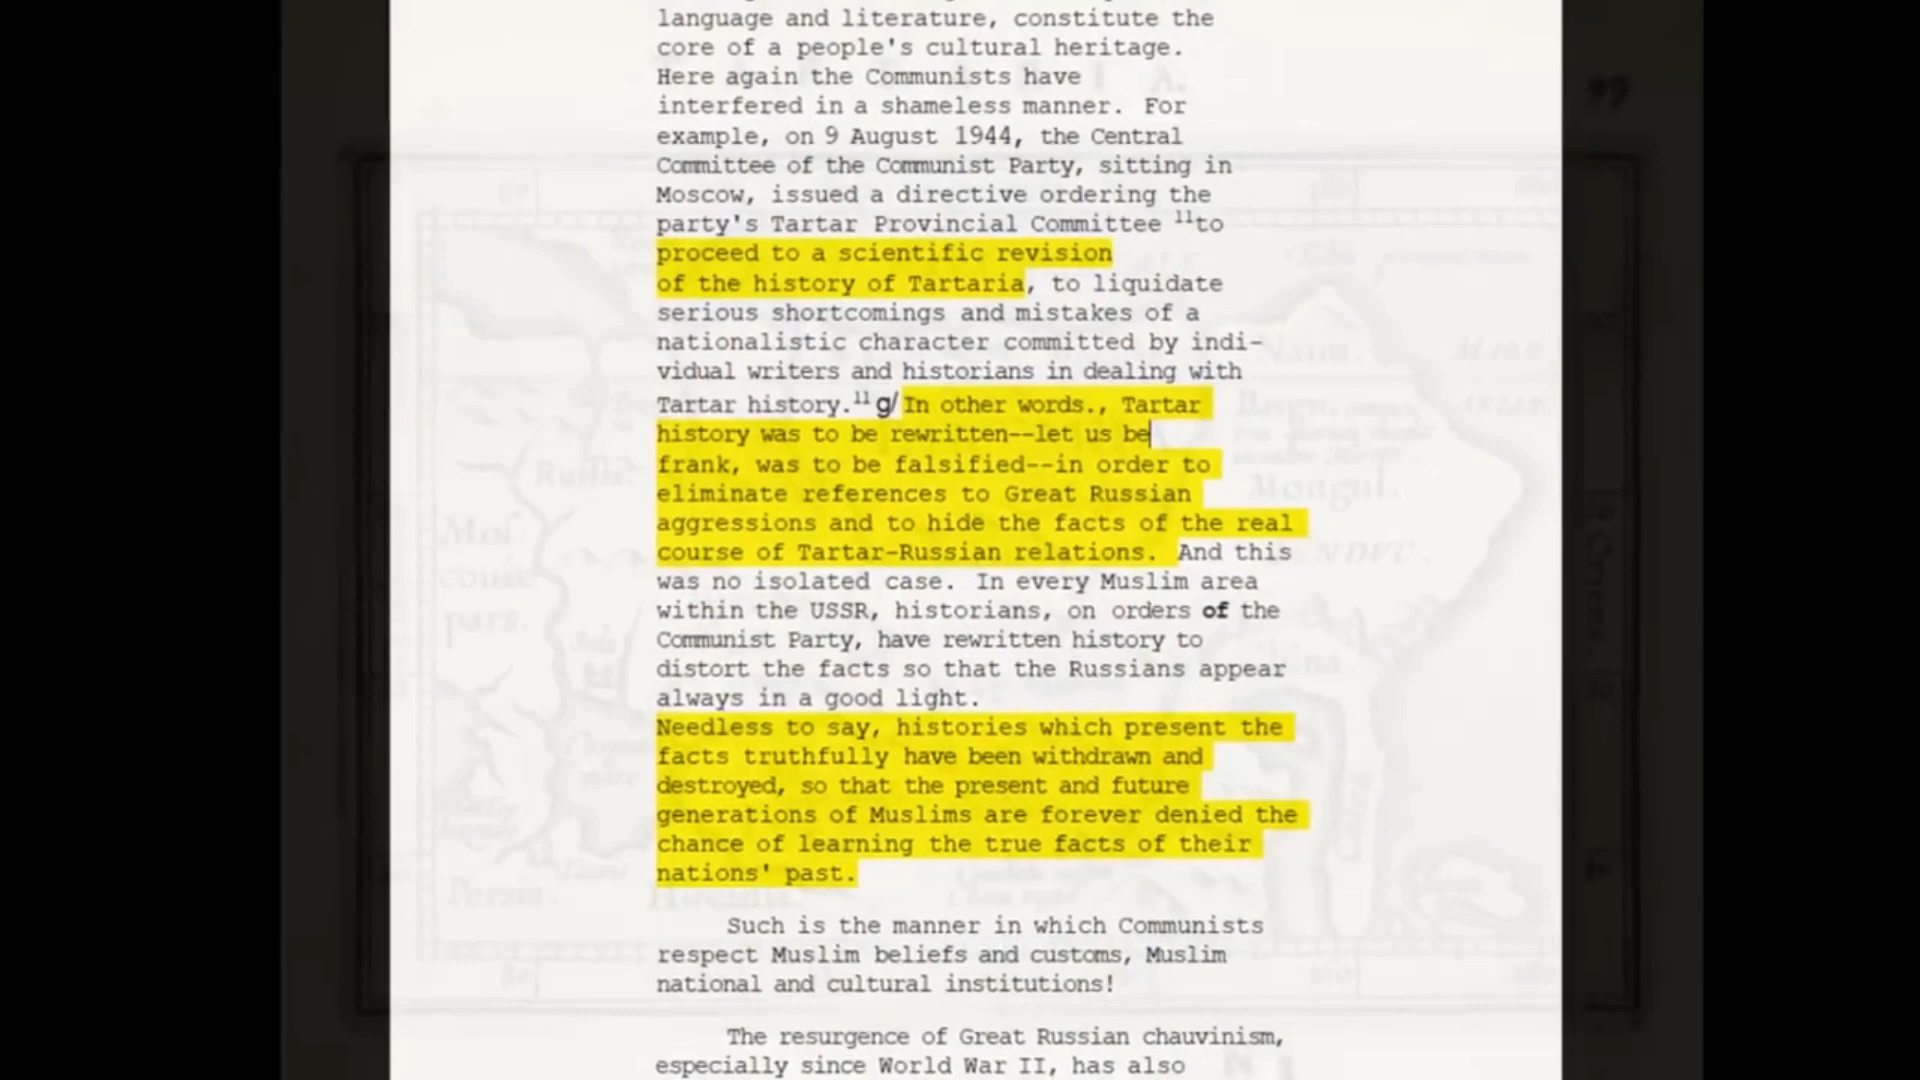 language and literature, constitute the
core of a people's cultural heritage.
Here again the Communists have
interfered in a shameless manner. For
example, on 9 August 1944, the Central
Committee of the Communist Party, sitting in
Moscow, issued a directive ordering the
party's Tartar Provincial Committee 11to
proceed to a scientific revision
of the history of Tartaria, to liquidate
serious shortcomings and mistakes of a
nationalistic character committed by indi-
vidual writers and historians in dealing with
Tartar history.11 g/ In other words., Tartar
history was to be rewritten--let us be
frank, was to be falsified--in order to
eliminate references to Great Russian
aggressions and to hide the facts of the real
course of Tartar-Russian relations. And this
was no isolated case. In every Muslim area
within the USSR, historians, on orders of the
Communist Party, have rewritten history to
distort the facts so that the Russians appear
always in a good light.
Needless to say, histories which present the
facts truthfully have been withdrawn and
destroyed, so that the present and future
generations of Muslims are forever denied the
chance of learning the true facts of their
nations' past.
Such is the manner in which Communists
respect Muslim beliefs and customs, Muslim
national and cultural institutions!
The resurgence of Great Russian chauvinism,
especially since World War II, has also
99
Mongul.
Persia.